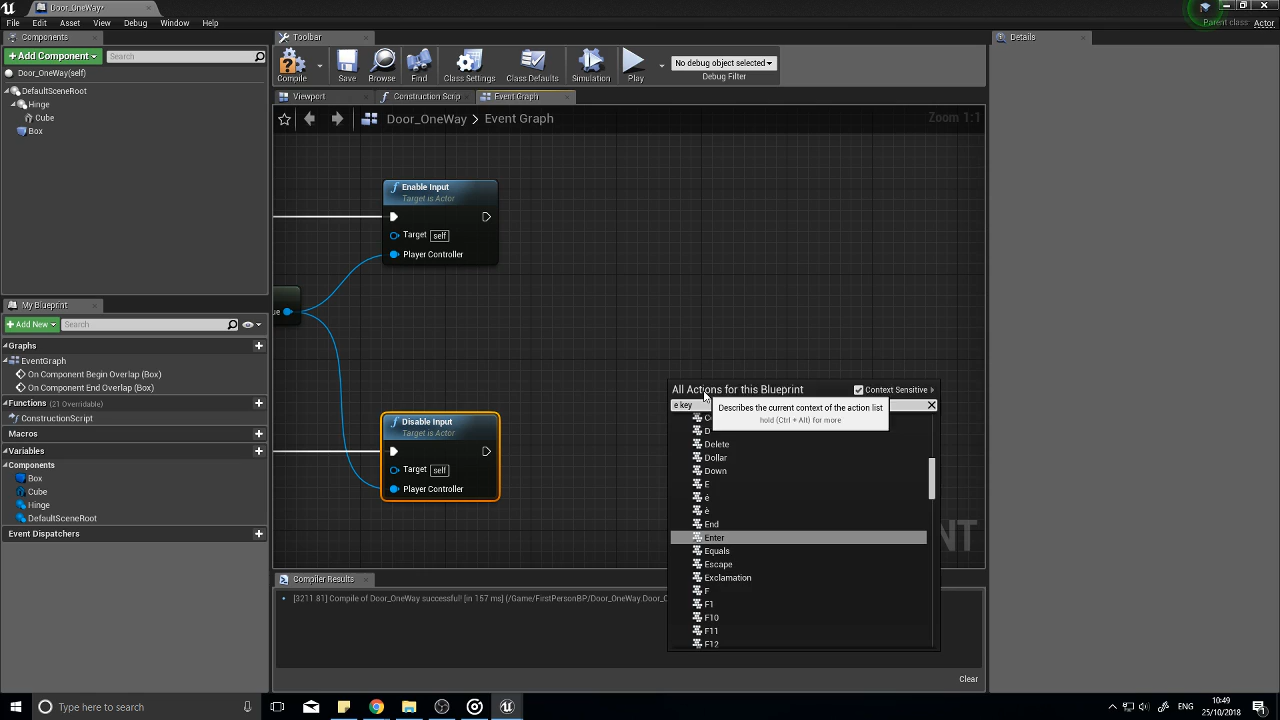 Door_OneWay*
File Edit Asset View Debug Window Help
Parent class: Actor
Components
Toolbar
Details
+ Add Component
Search
Door_OneWay(self)
DefaultSceneRoot
Hinge
Cube
Box
Compile
Save
Browse
Find
Class Settings
Class Defaults
Simulation
Play
No debug object selected
Debug Filter
Viewport
Construction Scrip
Event Graph
Door_OneWay > Event Graph
Zoom 1:1
Enable Input
Target is Actor
Target self
Player Controller
ue
Disable Input
Target is Actor
Target self
Player Controller
My Blueprint
+ Add New
Search
Graphs
EventGraph
On Component Begin Overlap (Box)
On Component End Overlap (Box)
Functions (21 Overridable)
ConstructionScript
Macros
Variables
Components
Box
Cube
Hinge
DefaultSceneRoot
Event Dispatchers
All Actions for this Blueprint
Context Sensitive
e key
Describes the current context of the action list
hold (Ctrl + Alt) for more
D
Delete
Dollar
Down
E
é
è
End
Enter
Equals
Escape
Exclamation
F
F1
F10
F11
F12
NT
Compiler Results
[3211.81] Compile of Door_OneWay successful! [in 157 ms] (/Game/FirstPersonBP/Door_OneWay.Door_O
Clear
Type here to search
ENG
10:49
25/10/2018
1